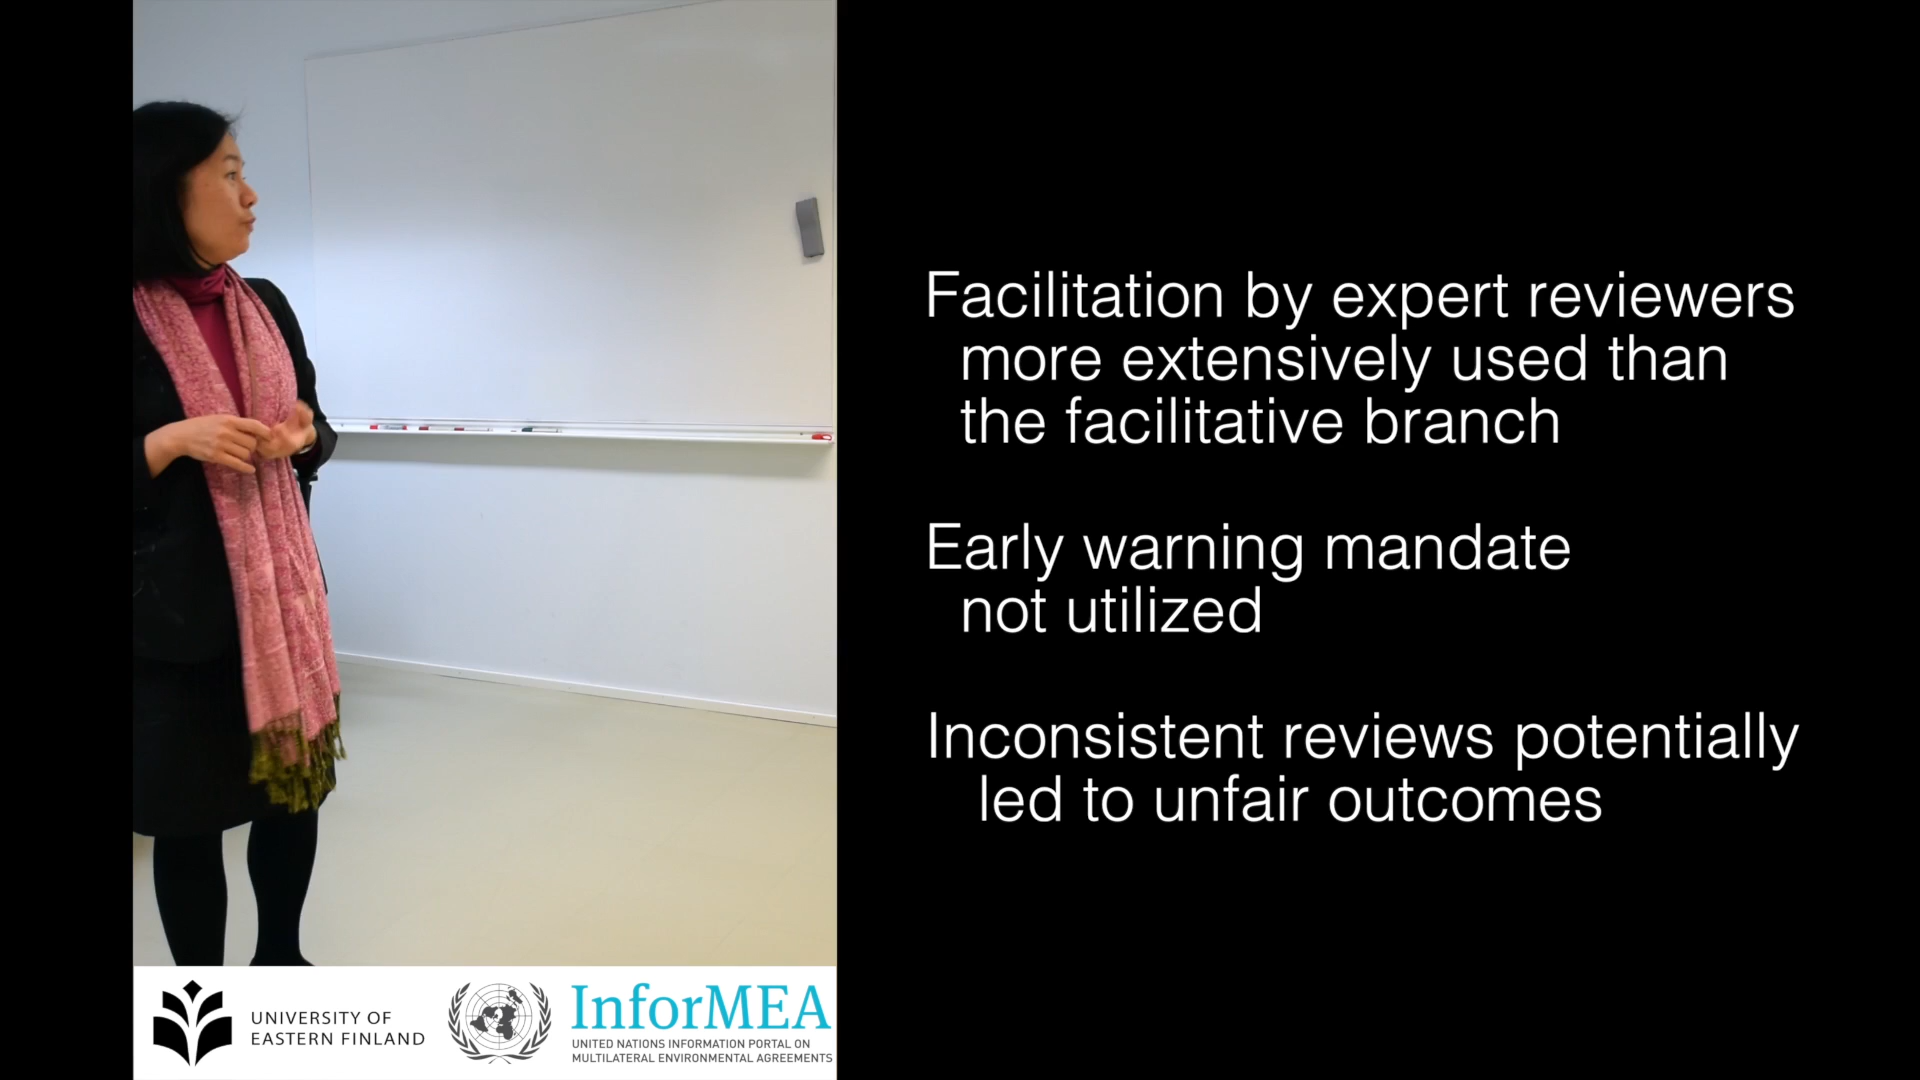 Facilitation by expert reviewers
more extensively used than
the facilitative branch
Early warning mandate
not utilized
Inconsistent reviews potentially
led to unfair outcomes
UNIVERSITY OF
EASTERN FINLAND
InforMEA
UNITED NATIONS INFORMATION PORTAL ON
MULTILATERAL ENVIRONMENTAL AGREEMENTS